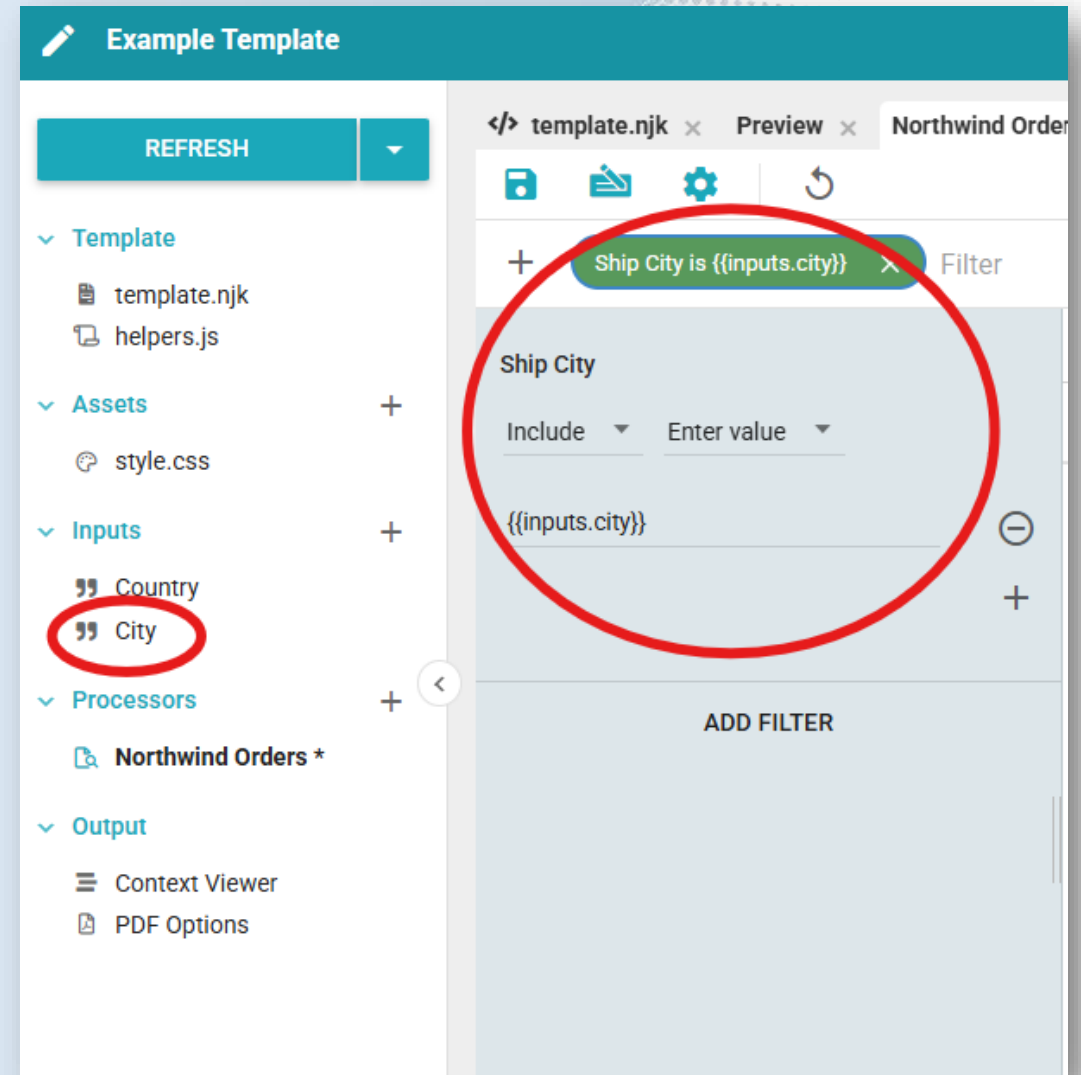 Example Template
REFRESH
Template
template.njk
helpers.js
Assets
style.css
Inputs
Country
City
Processors
Northwind Orders *
Output
Context Viewer
PDF Options
</> template.njk × Preview × Northwind Order
Ship City is {{inputs.city}} × Filter
Ship City
Include Enter value
{{inputs.city}}
ADD FILTER